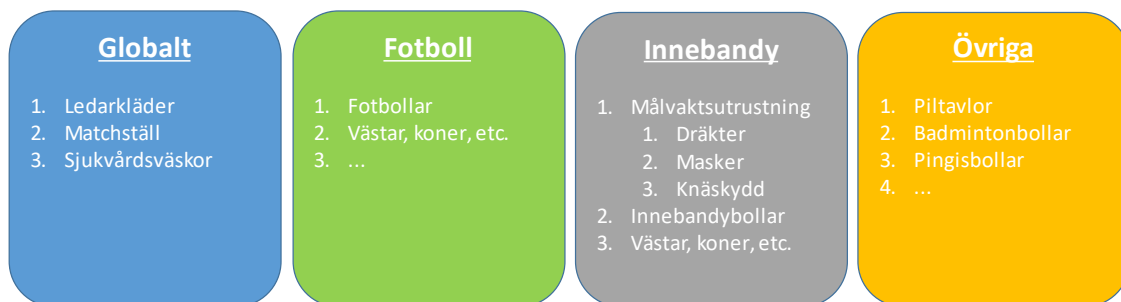 Globalt
1. Ledarkläder
2. Matchställ
3. Sjukvårdsväskor
Fotboll
1. Fotbollar
2. Västar, koner, etc.
3. ...
Innebandy
1. Målvaktsutrustning
1. Dräkter
2. Masker
3. Knäskydd
2. Innebandybollar
3. Västar, koner, etc.
Övriga
1. Piltavlor
2. Badmintonbollar
3. Pingisbollar
4. ...